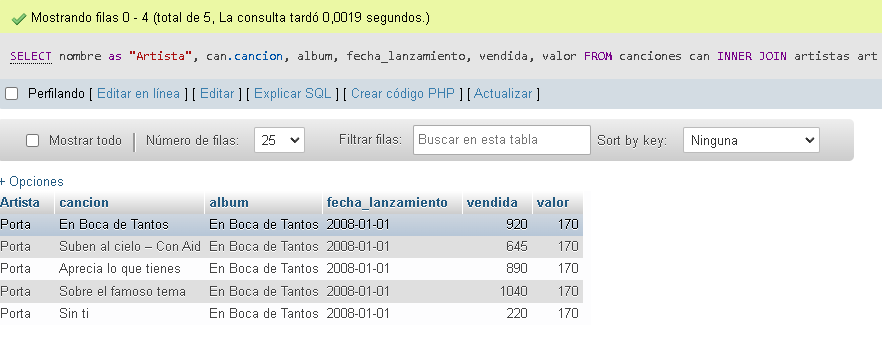 Mostrando filas 0 - 4 (total de 5, La consulta tardó 0,0019 segundos.)
SELECT nombre as "Artista", can.cancion, album, fecha_lanzamiento, vendida, valor FROM canciones can INNER JOIN artistas art
Perfilando [ Editar en línea ] [ Editar ] [ Explicar SQL ] [ Crear código PHP ] [ Actualizar ]
Mostrar todo Número de filas: 25 Filtrar filas: Buscar en esta tabla Sort by key: Ninguna
+ Opciones
Artista cancion album fecha_lanzamiento vendida valor
Porta En Boca de Tantos En Boca de Tantos 2008-01-01 920 170
Porta Suben al cielo – Con Aid En Boca de Tantos 2008-01-01 645 170
Porta Aprecia lo que tienes En Boca de Tantos 2008-01-01 890 170
Porta Sobre el famoso tema En Boca de Tantos 2008-01-01 1040 170
Porta Sin ti En Boca de Tantos 2008-01-01 220 170